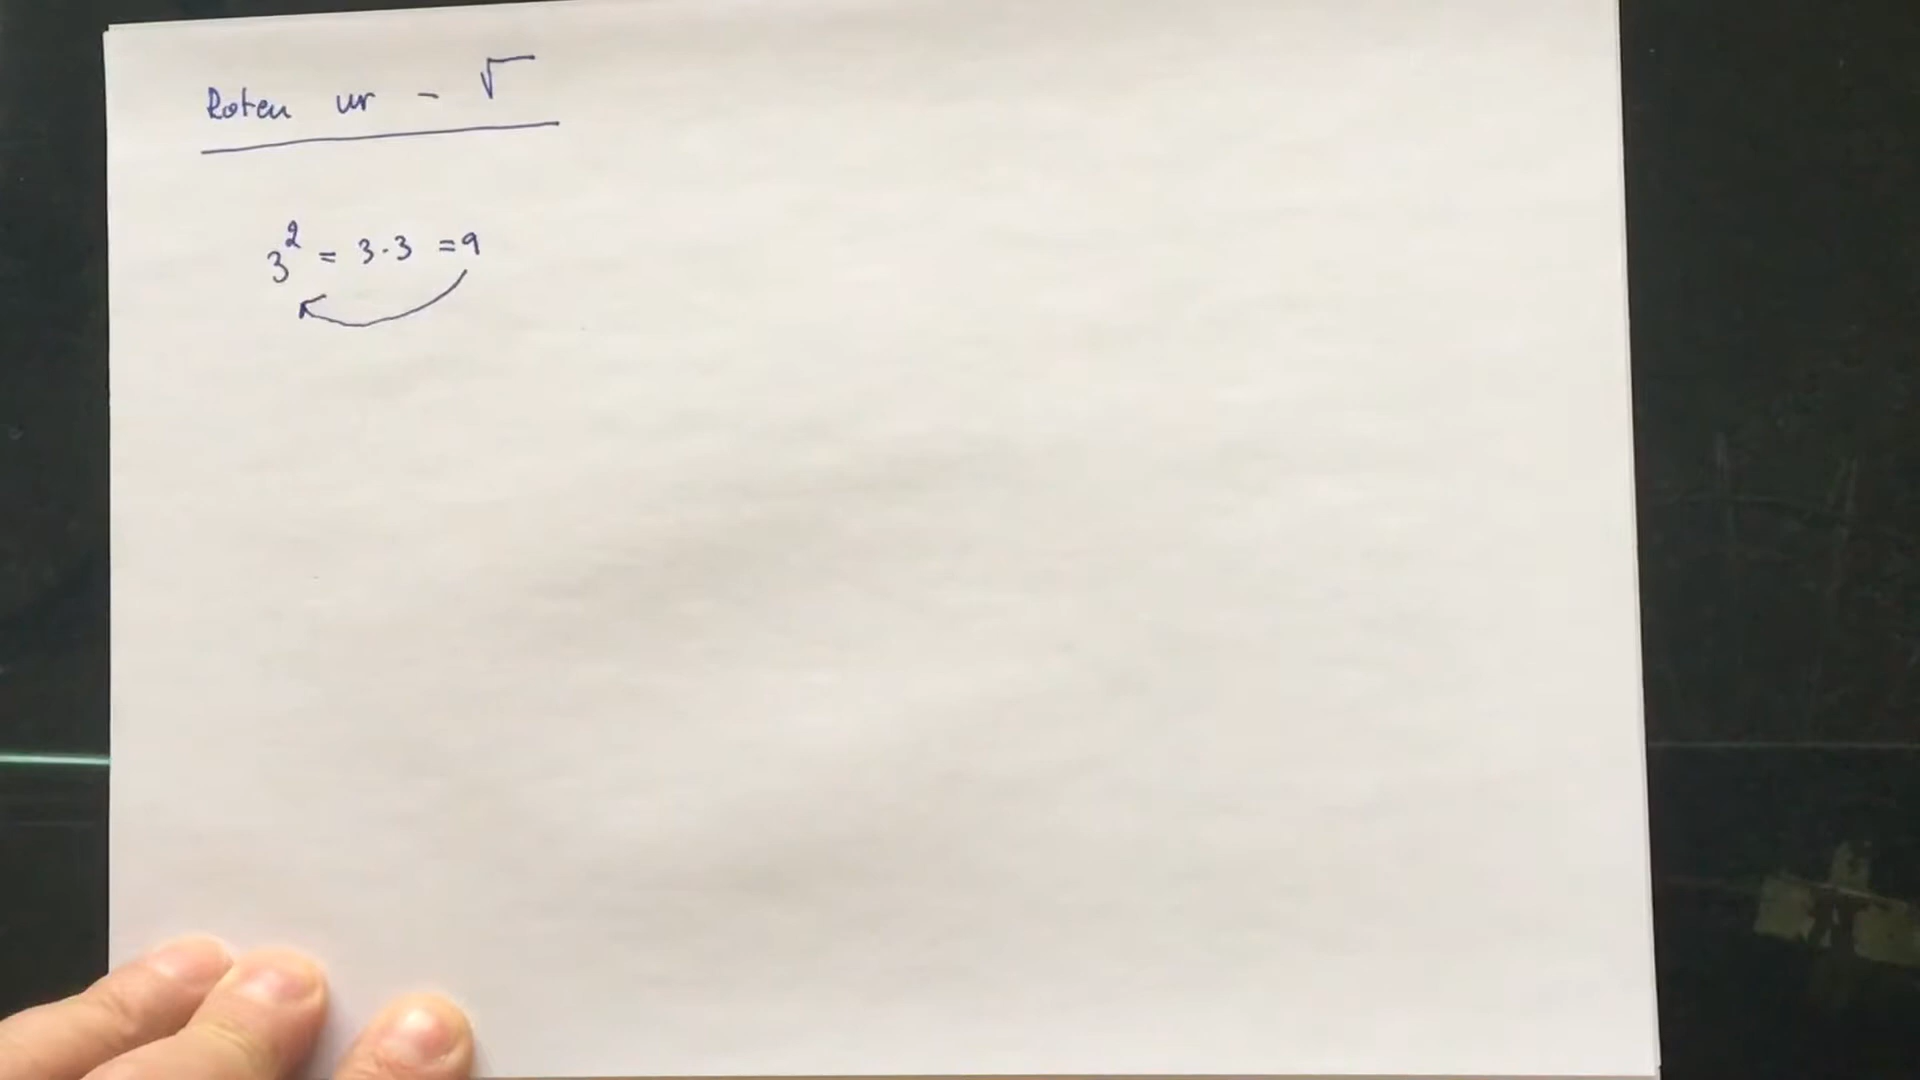 Roten ur - √
3² = 3·3 = 9